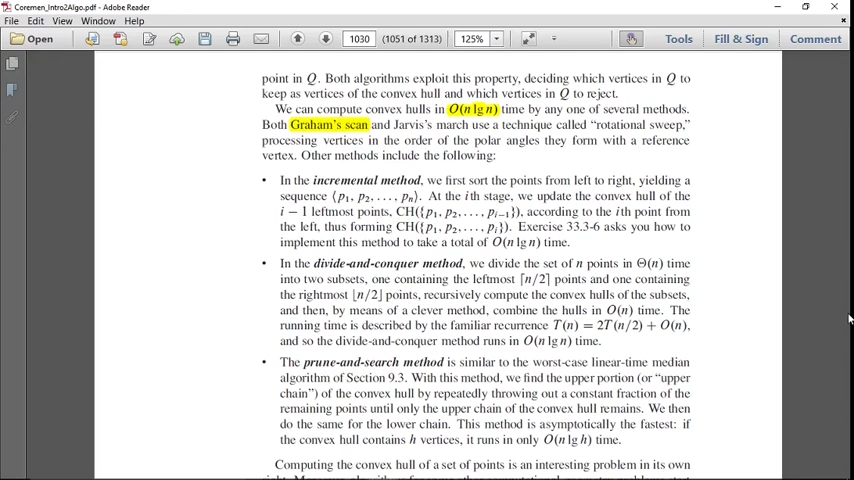 Coremen_Intro2Algo.pdf - Adobe Reader
File Edit View Window Help
Open 1030 (1051 of 1313) 125% Tools Fill & Sign Comment
point in Q. Both algorithms exploit this property, deciding which vertices in Q to
keep as vertices of the convex hull and which vertices in Q to reject.
We can compute convex hulls in O(n lg n) time by any one of several methods.
Both Graham's scan and Jarvis's march use a technique called “rotational sweep,”
processing vertices in the order of the polar angles they form with a reference
vertex. Other methods include the following:
• In the incremental method, we first sort the points from left to right, yielding a
sequence ⟨p₁, p₂, . . . , pₙ⟩. At the ith stage, we update the convex hull of the
i − 1 leftmost points, CH({p₁, p₂, . . . , pᵢ₋₁}), according to the ith point from
the left, thus forming CH({p₁, p₂, . . . , pᵢ}). Exercise 33.3-6 asks you how to
implement this method to take a total of O(n lg n) time.
• In the divide-and-conquer method, we divide the set of n points in Θ(n) time
into two subsets, one containing the leftmost ⌈n/2⌉ points and one containing
the rightmost ⌊n/2⌋ points, recursively compute the convex hulls of the subsets,
and then, by means of a clever method, combine the hulls in O(n) time. The
running time is described by the familiar recurrence T(n) = 2T(n/2) + O(n),
and so the divide-and-conquer method runs in O(n lg n) time.
• The prune-and-search method is similar to the worst-case linear-time median
algorithm of Section 9.3. With this method, we find the upper portion (or “upper
chain”) of the convex hull by repeatedly throwing out a constant fraction of the
remaining points until only the upper chain of the convex hull remains. We then
do the same for the lower chain. This method is asymptotically the fastest: if
the convex hull contains h vertices, it runs in only O(n lg h) time.
Computing the convex hull of a set of points is an interesting problem in its own